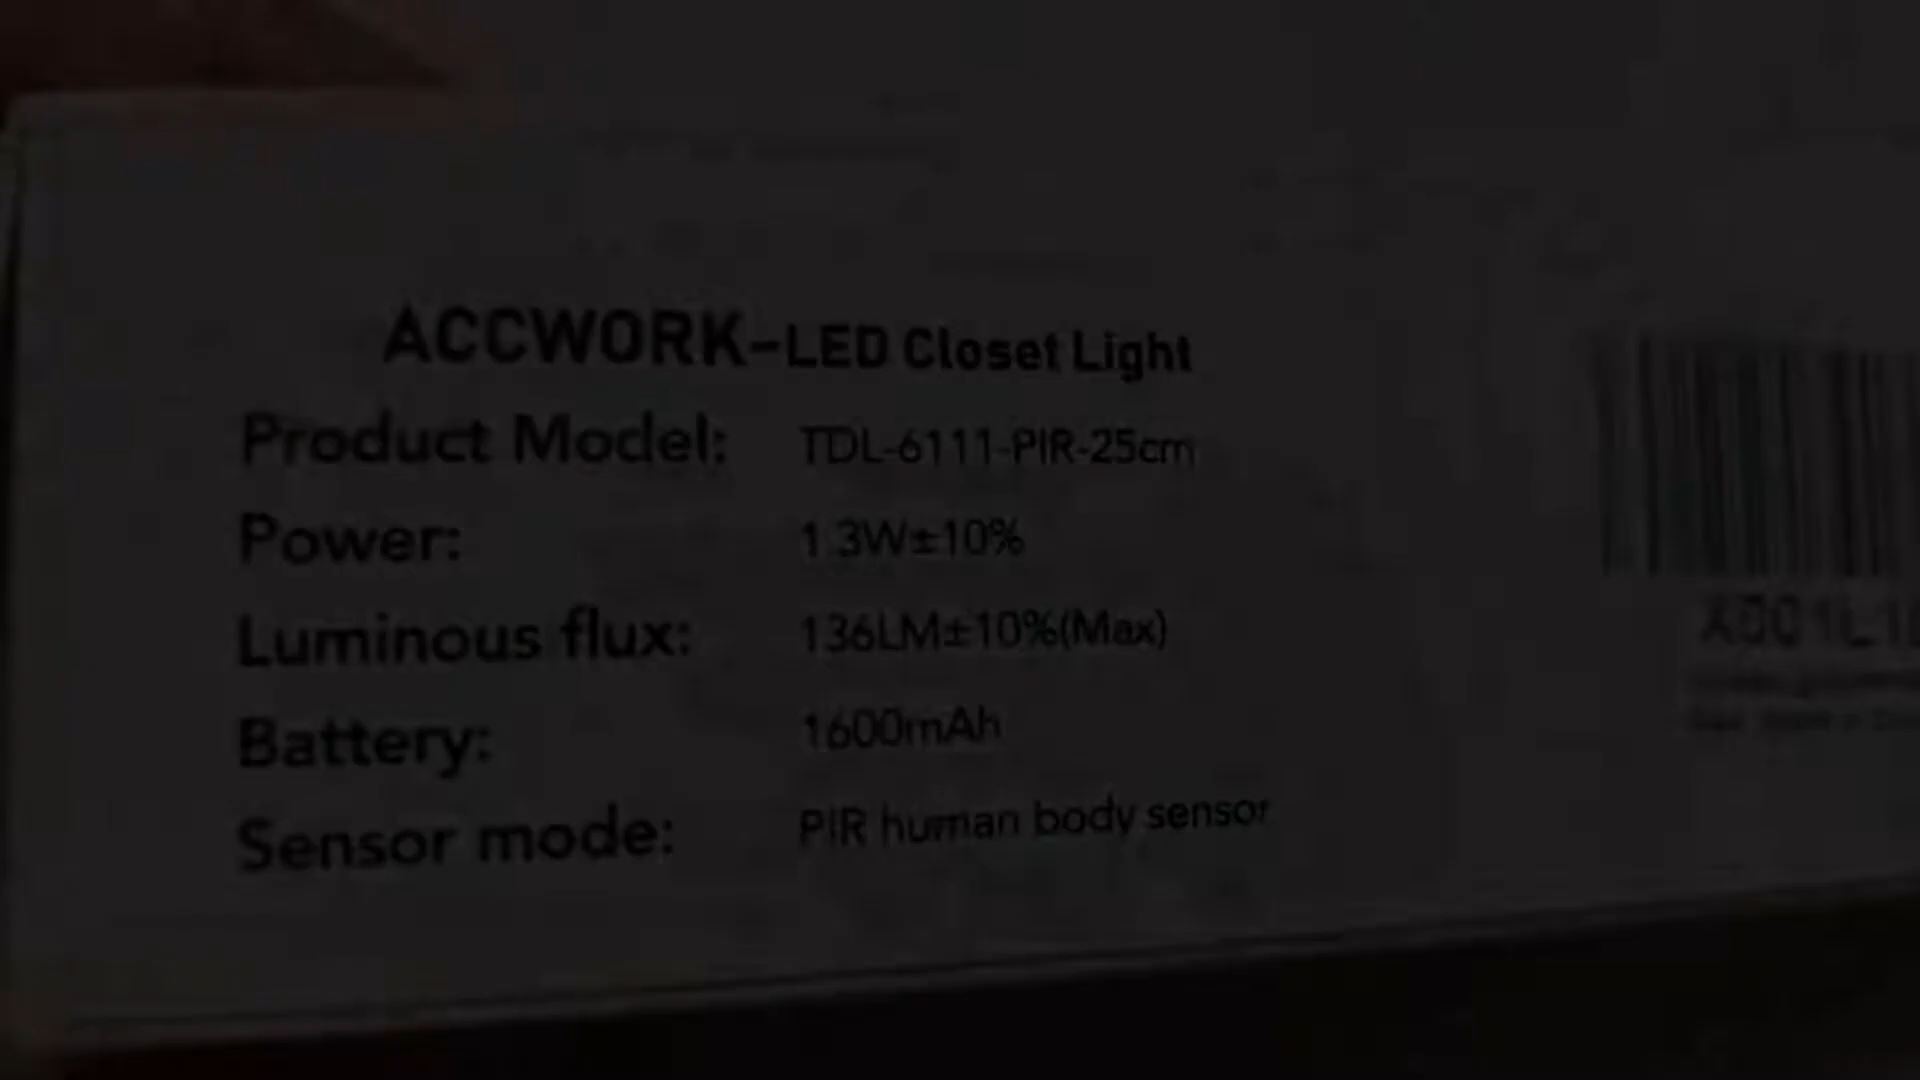 ACCWORK-LED Closet Light
Product Model: TDL-6111-PIR-25cm
Power: 1.3W±10%
Luminous flux: 136LM±10%(Max)
Battery: 1600mAh
Sensor mode: PIR human body sensor